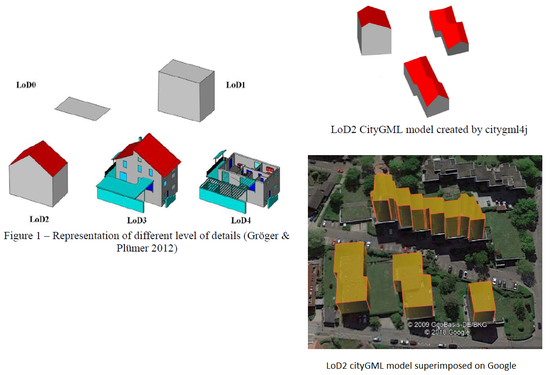 LoD0
LoD1
LoD2
LoD3
LoD4
Figure 1 – Representation of different level of details (Gröger &
Plümer 2012)
LoD2 CityGML model created by citygml4j
© 2009 GeoBasis-DE/BKG
© 2018 Google
LoD2 cityGML model superimposed on Google